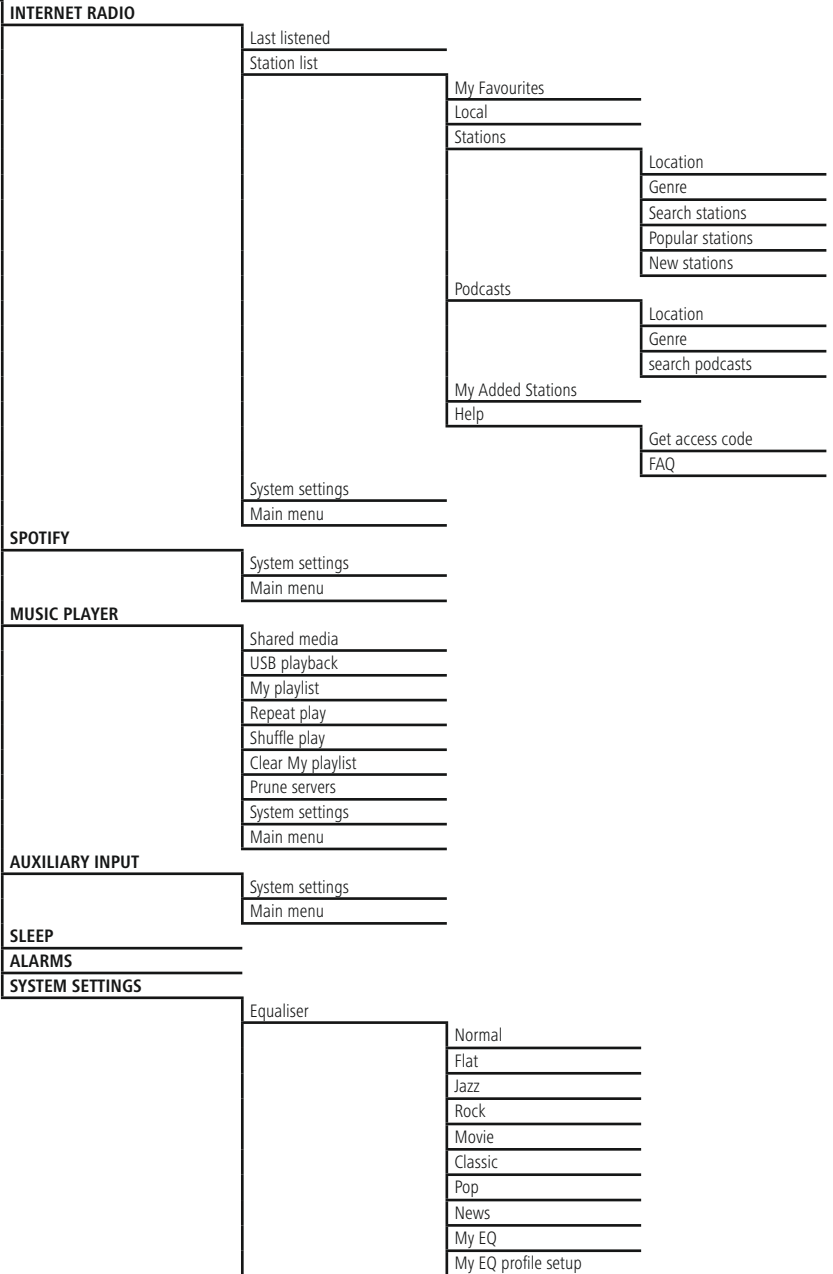 INTERNET RADIO
Last listened
Station list
My Favourites
Local
Stations
Location
Genre
Search stations
Popular stations
New stations
Podcasts
Location
Genre
search podcasts
My Added Stations
Help
Get access code
FAQ
System settings
Main menu
SPOTIFY
System settings
Main menu
MUSIC PLAYER
Shared media
USB playback
My playlist
Repeat play
Shuffle play
Clear My playlist
Prune servers
System settings
Main menu
AUXILIARY INPUT
System settings
Main menu
SLEEP
ALARMS
SYSTEM SETTINGS
Equaliser
Normal
Flat
Jazz
Rock
Movie
Classic
Pop
News
My EQ
My EQ profile setup